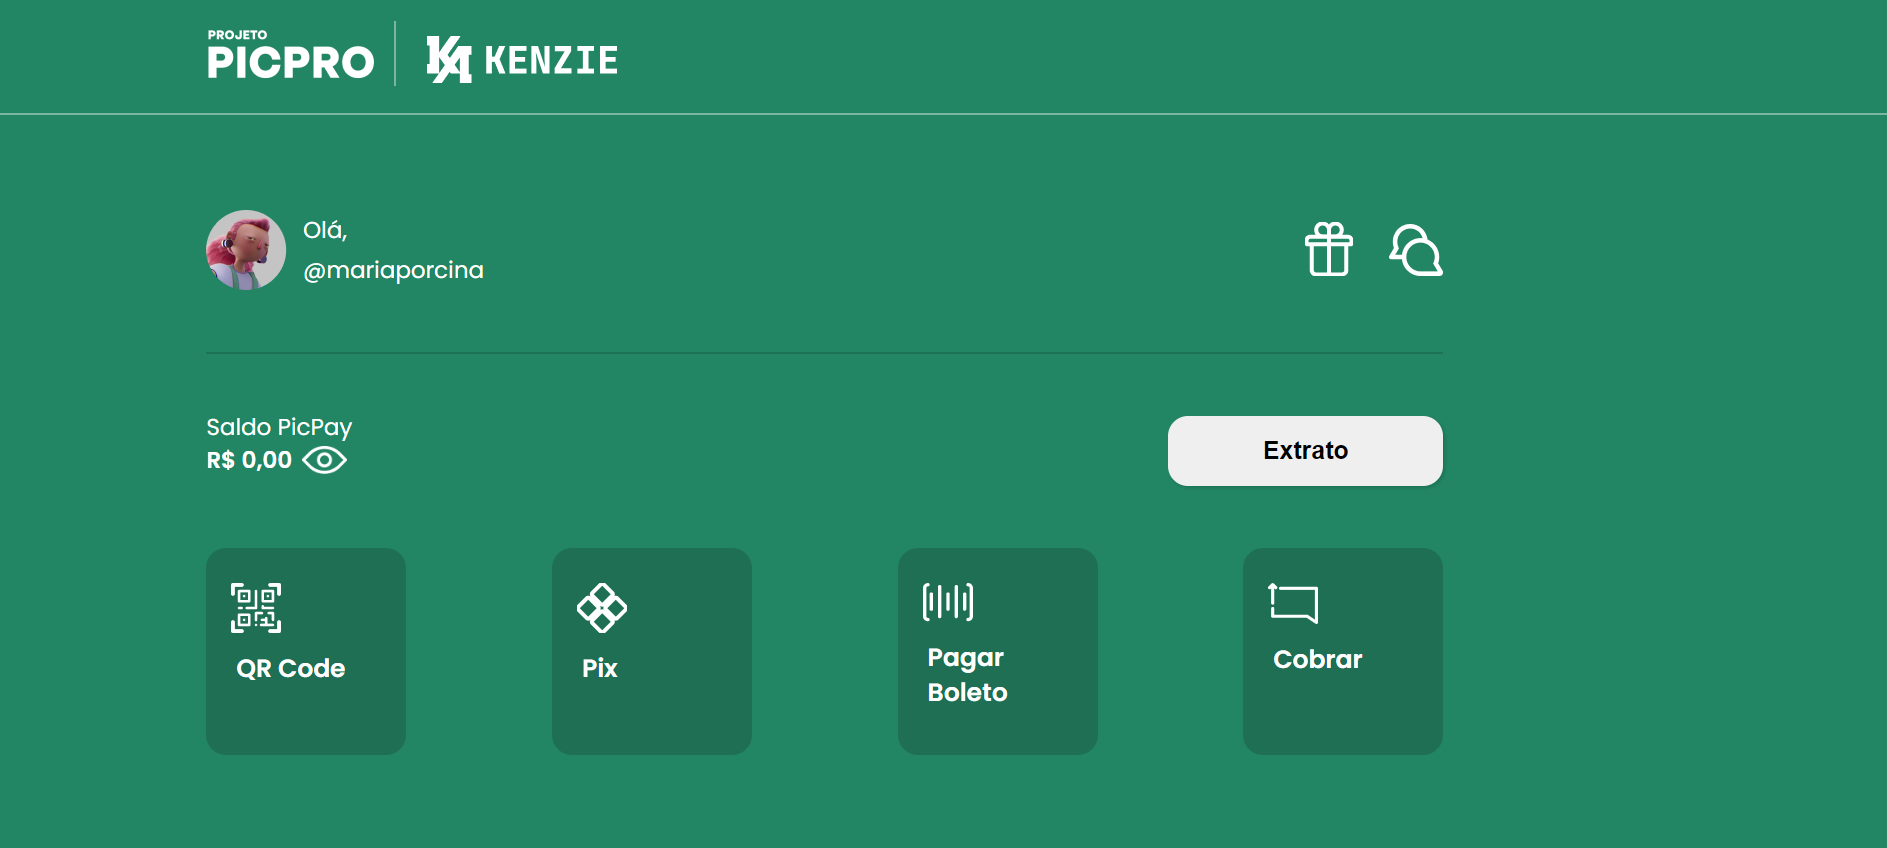 PROJETO
PICPRO
KENZIE
Olá,
@mariaporcina
Saldo PicPay
R$ 0,00
Extrato
QR Code
Pix
Pagar
Boleto
Cobrar